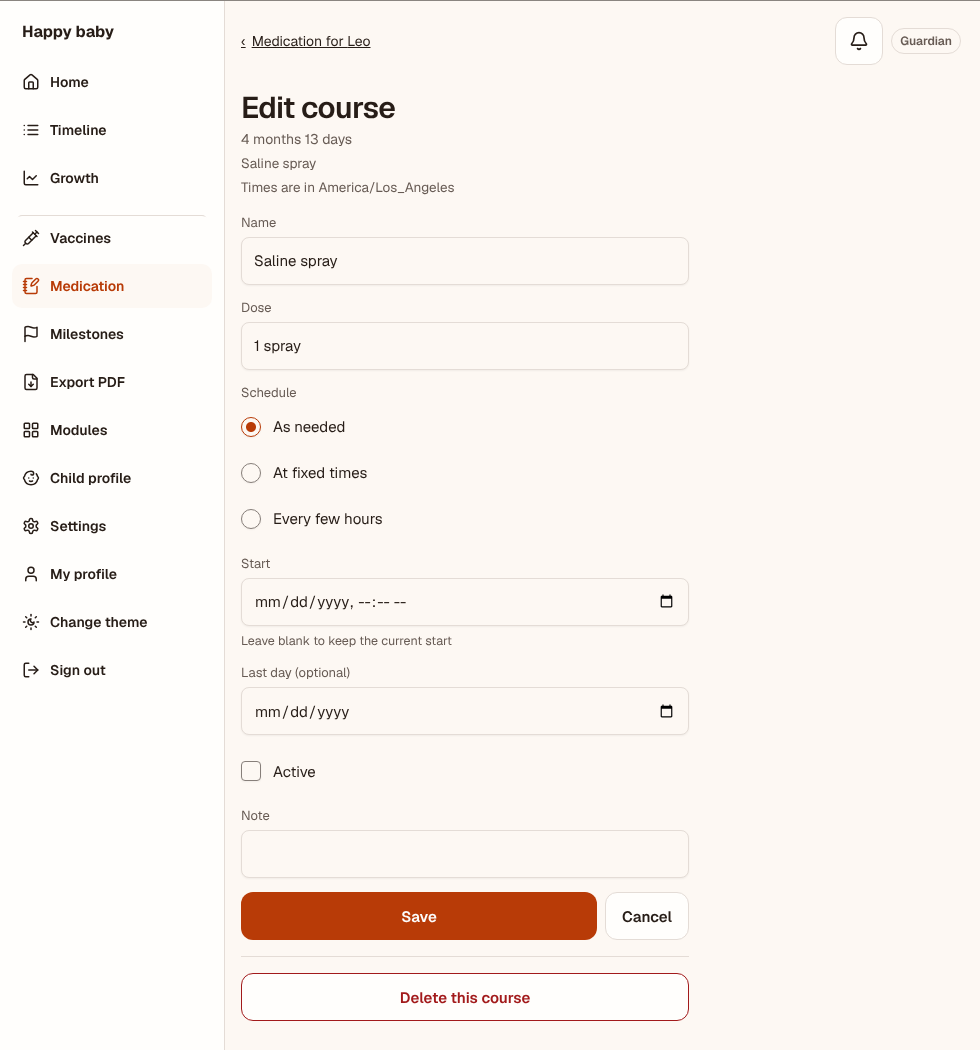 Happy baby
Home
Timeline
Growth
Vaccines
Medication
Milestones
Export PDF
Modules
Child profile
Settings
My profile
Change theme
Sign out
‹ Medication for Leo
Guardian
Edit course
4 months 13 days
Saline spray
Times are in America/Los_Angeles
Name
Saline spray
Dose
1 spray
Schedule
As needed
At fixed times
Every few hours
Start
mm/dd/yyyy, --:-- --
Leave blank to keep the current start
Last day (optional)
mm/dd/yyyy
Active
Note
Save
Cancel
Delete this course